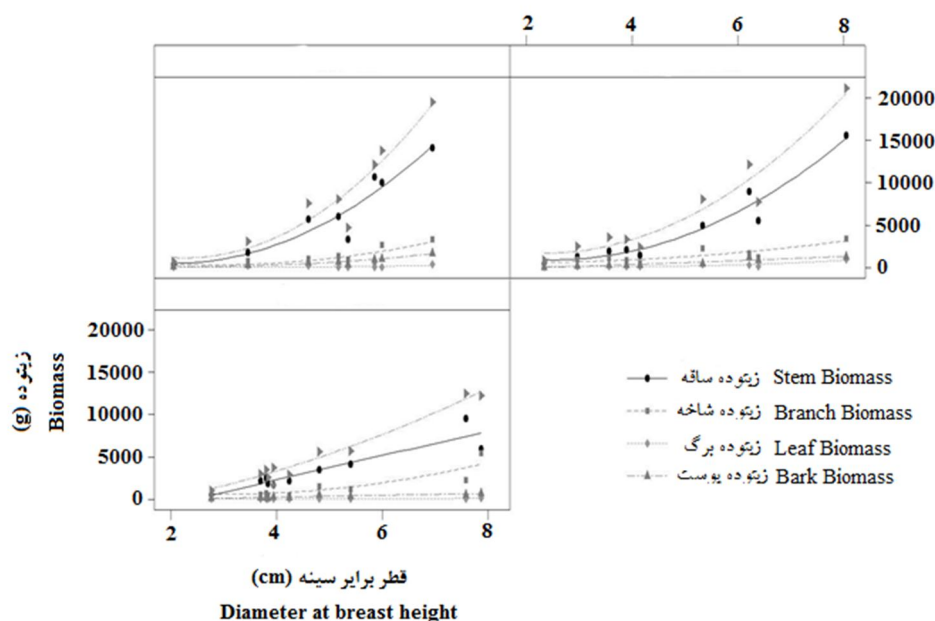 2 4 6 8
20000
15000
10000
5000
0
20000
15000
10000
5000
0
زیتوده (g)
Biomass
زیتوده ساقه Stem Biomass
زیتوده شاخه Branch Biomass
زیتوده برگ Leaf Biomass
زیتوده پوست Bark Biomass
2 4 6 8
قطر برابر سینه (cm)
Diameter at breast height